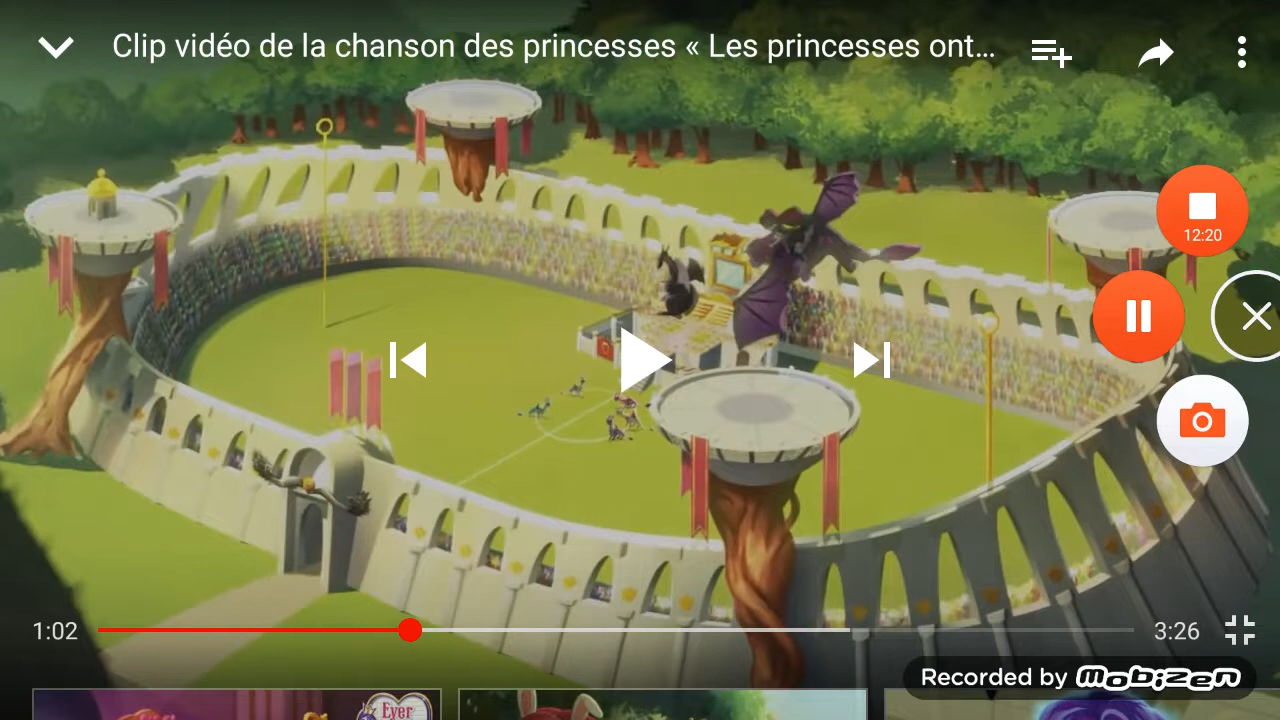 Clip vidéo de la chanson des princesses « Les princesses ont...
12:20
1:02
3:26
Recorded by mobizen
Ever